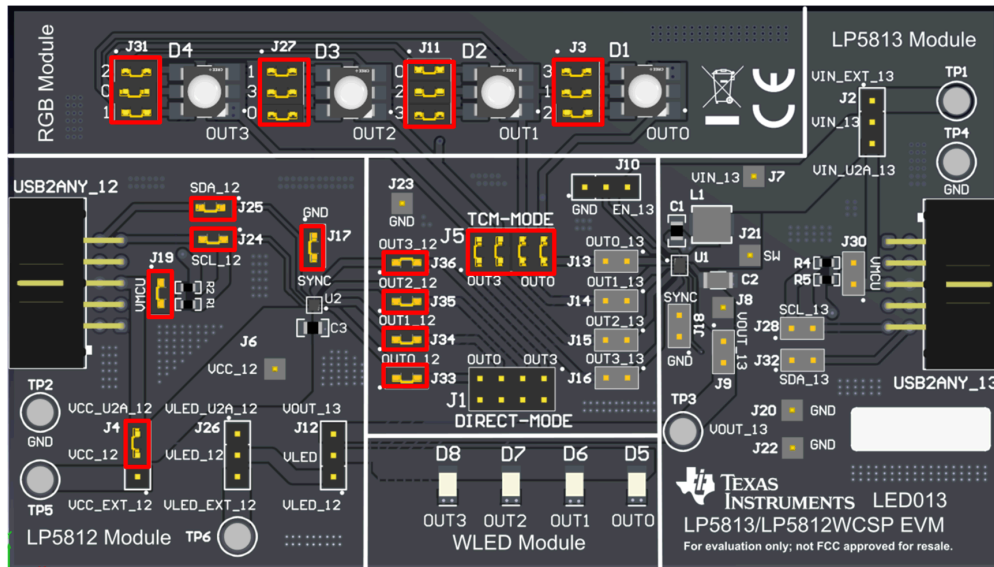 RGB Module
J31
D4
2
0
1
OUT3
J27
D3
1
3
0
OUT2
J11
D2
0
2
3
OUT1
J3
D1
3
1
2
OUT0
CE
LP5813 Module
VIN_EXT_13
J2
VIN_13
VIN_U2A_13
TP1
TP4
GND
USB2ANY_12
SDA_12
J25
J24
SCL_12
J19
VMCU
R2
R1
GND
J17
SYNC
U2
C3
J6
VCC_12
TP2
GND
TP5
VCC_U2A_12
J4
VCC_12
VCC_EXT_12
VLED_U2A_12
J26
VLED_12
VLED_EXT_12
VOUT_13
J12
VLED
VLED_12
LP5812 Module
TP6
J23
GND
J10
GND EN_13
TCM-MODE
J5
OUT3 OUT0
OUT3_12
J36
OUT2_12
J35
OUT1_12
J34
OUT0_12
J33
OUT0_13
J13
OUT1_13
J14
OUT2_13
J15
OUT3_13
J16
OUT0 OUT3
J1
DIRECT-MODE
D8
D7
D6
D5
OUT3
OUT2
OUT1
OUT0
WLED Module
VIN_13
J7
C1
L1
J21
SW
U1
C2
SYNC
J18
GND
J8
VOUT_13
J9
TP3
VOUT_13
R4
R5
J30
VMCU
SCL_13
J28
J32
SDA_13
USB2ANY_13
J20
GND
J22
GND
TEXAS
INSTRUMENTS
LED013
LP5813/LP5812WCSP EVM
For evaluation only; not FCC approved for resale.